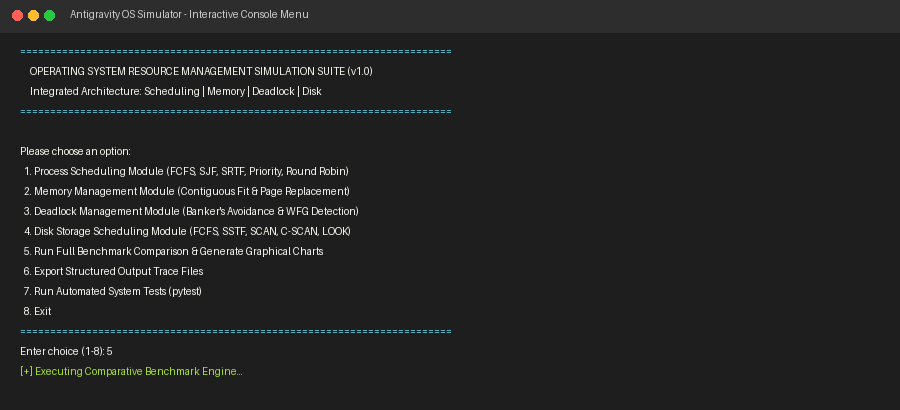 Antigravity OS Simulator - Interactive Console Menu
========================================================================
OPERATING SYSTEM RESOURCE MANAGEMENT SIMULATION SUITE (v1.0)
Integrated Architecture: Scheduling | Memory | Deadlock | Disk
========================================================================
Please choose an option:
1. Process Scheduling Module (FCFS, SJF, SRTF, Priority, Round Robin)
2. Memory Management Module (Contiguous Fit & Page Replacement)
3. Deadlock Management Module (Banker's Avoidance & WFG Detection)
4. Disk Storage Scheduling Module (FCFS, SSTF, SCAN, C-SCAN, LOOK)
5. Run Full Benchmark Comparison & Generate Graphical Charts
6. Export Structured Output Trace Files
7. Run Automated System Tests (pytest)
8. Exit
========================================================================
Enter choice (1-8): 5
[+] Executing Comparative Benchmark Engine...